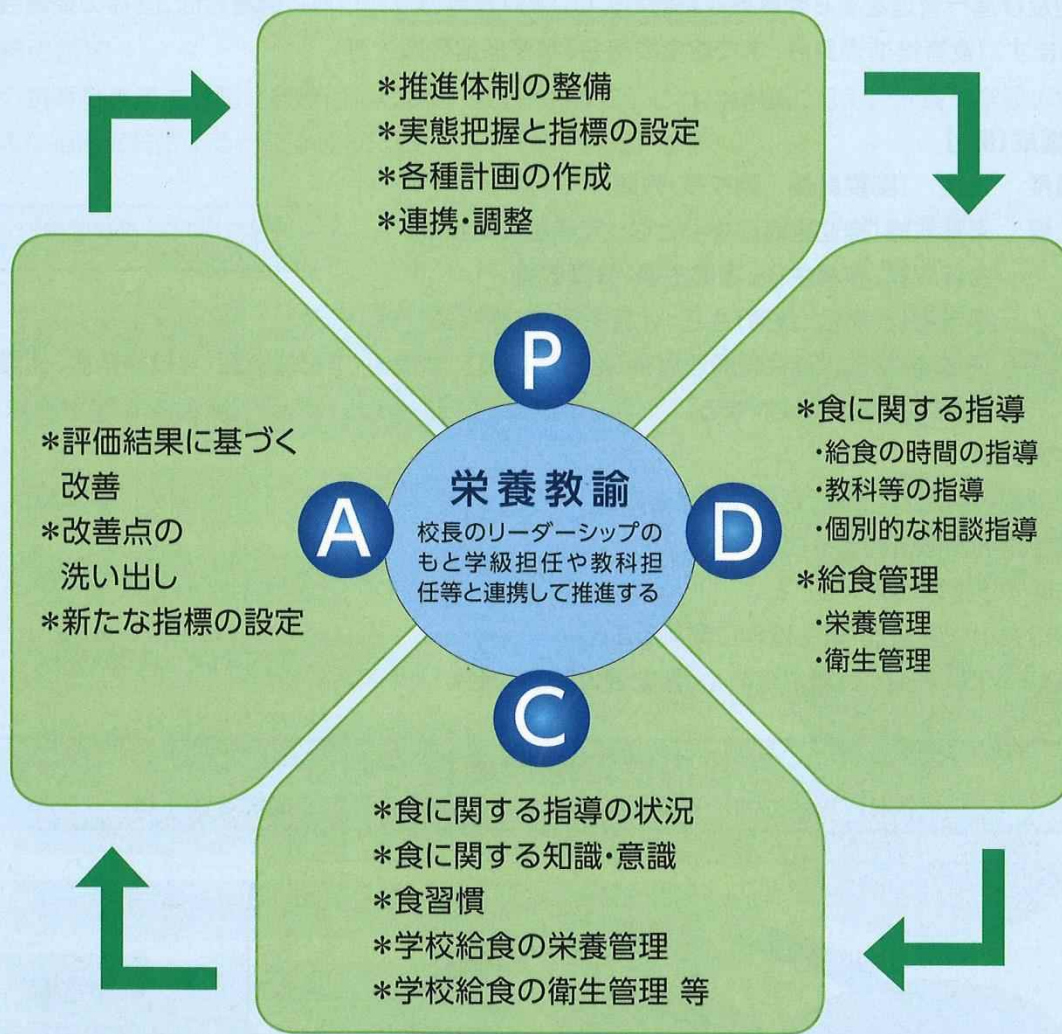 *推進体制の整備
*実態把握と指標の設定
*各種計画の作成
*連携・調整
P
*評価結果に基づく
改善
*改善点の
洗い出し
*新たな指標の設定
A
栄養教諭
校長のリーダーシップの
もと学級担任や教科担
任等と連携して推進する
D
*食に関する指導
・給食の時間の指導
・教科等の指導
・個別的な相談指導
*給食管理
・栄養管理
・衛生管理
C
*食に関する指導の状況
*食に関する知識・意識
*食習慣
*学校給食の栄養管理
*学校給食の衛生管理 等